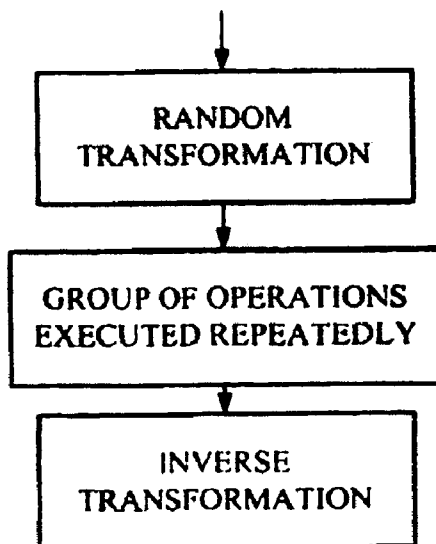 RANDOM
TRANSFORMATION
GROUP OF OPERATIONS
EXECUTED REPEATEDLY
INVERSE
TRANSFORMATION